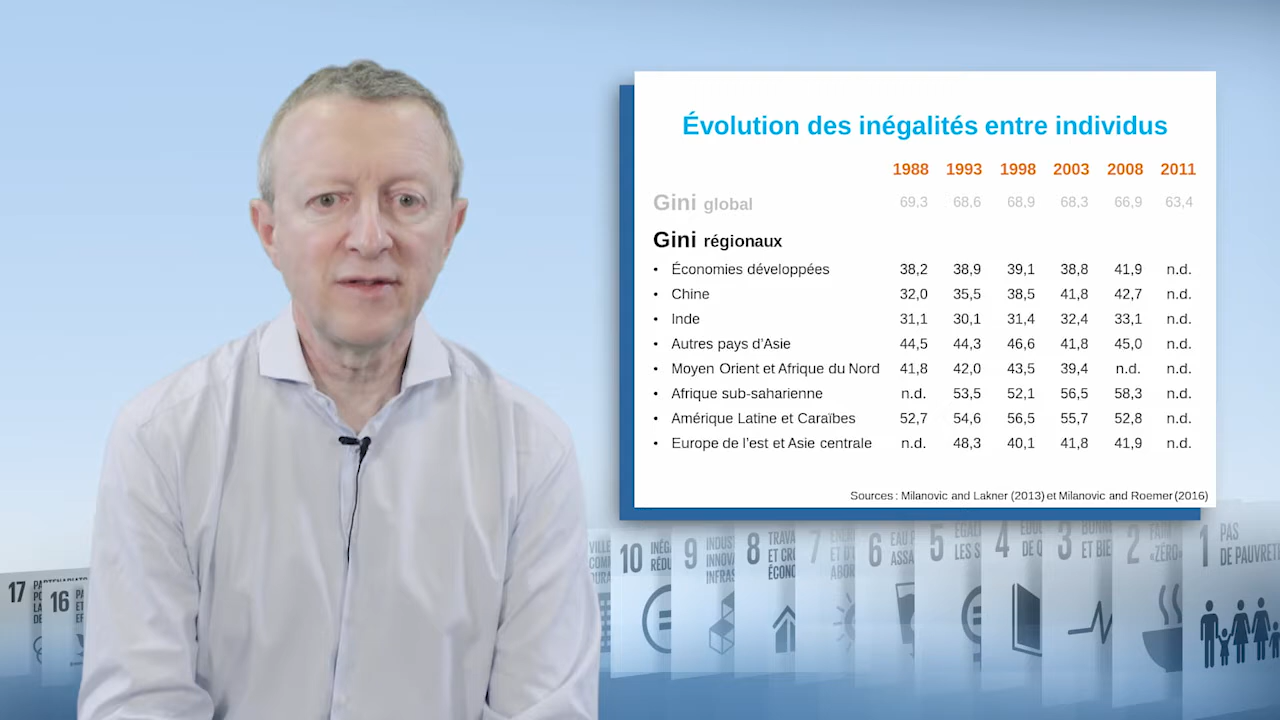 Évolution des inégalités entre individus
1988 1993 1998 2003 2008 2011
Gini global 69,3 68,6 68,9 68,3 66,9 63,4
Gini régionaux
• Économies développées 38,2 38,9 39,1 38,8 41,9 n.d.
• Chine 32,0 35,5 38,5 41,8 42,7 n.d.
• Inde 31,1 30,1 31,4 32,4 33,1 n.d.
• Autres pays d'Asie 44,5 44,3 46,6 41,8 45,0 n.d.
• Moyen Orient et Afrique du Nord 41,8 42,0 43,5 39,4 n.d. n.d.
• Afrique sub-saharienne n.d. 53,5 52,1 56,5 58,3 n.d.
• Amérique Latine et Caraïbes 52,7 54,6 56,5 55,7 52,8 n.d.
• Europe de l'est et Asie centrale n.d. 48,3 40,1 41,8 41,9 n.d.
Sources : Milanovic and Lakner (2013) et Milanovic and Roemer (2016)
17
16
10
9
8
7
6
5
4
3
2
«ZÉRO»
1 PAS
DE PAUVRET